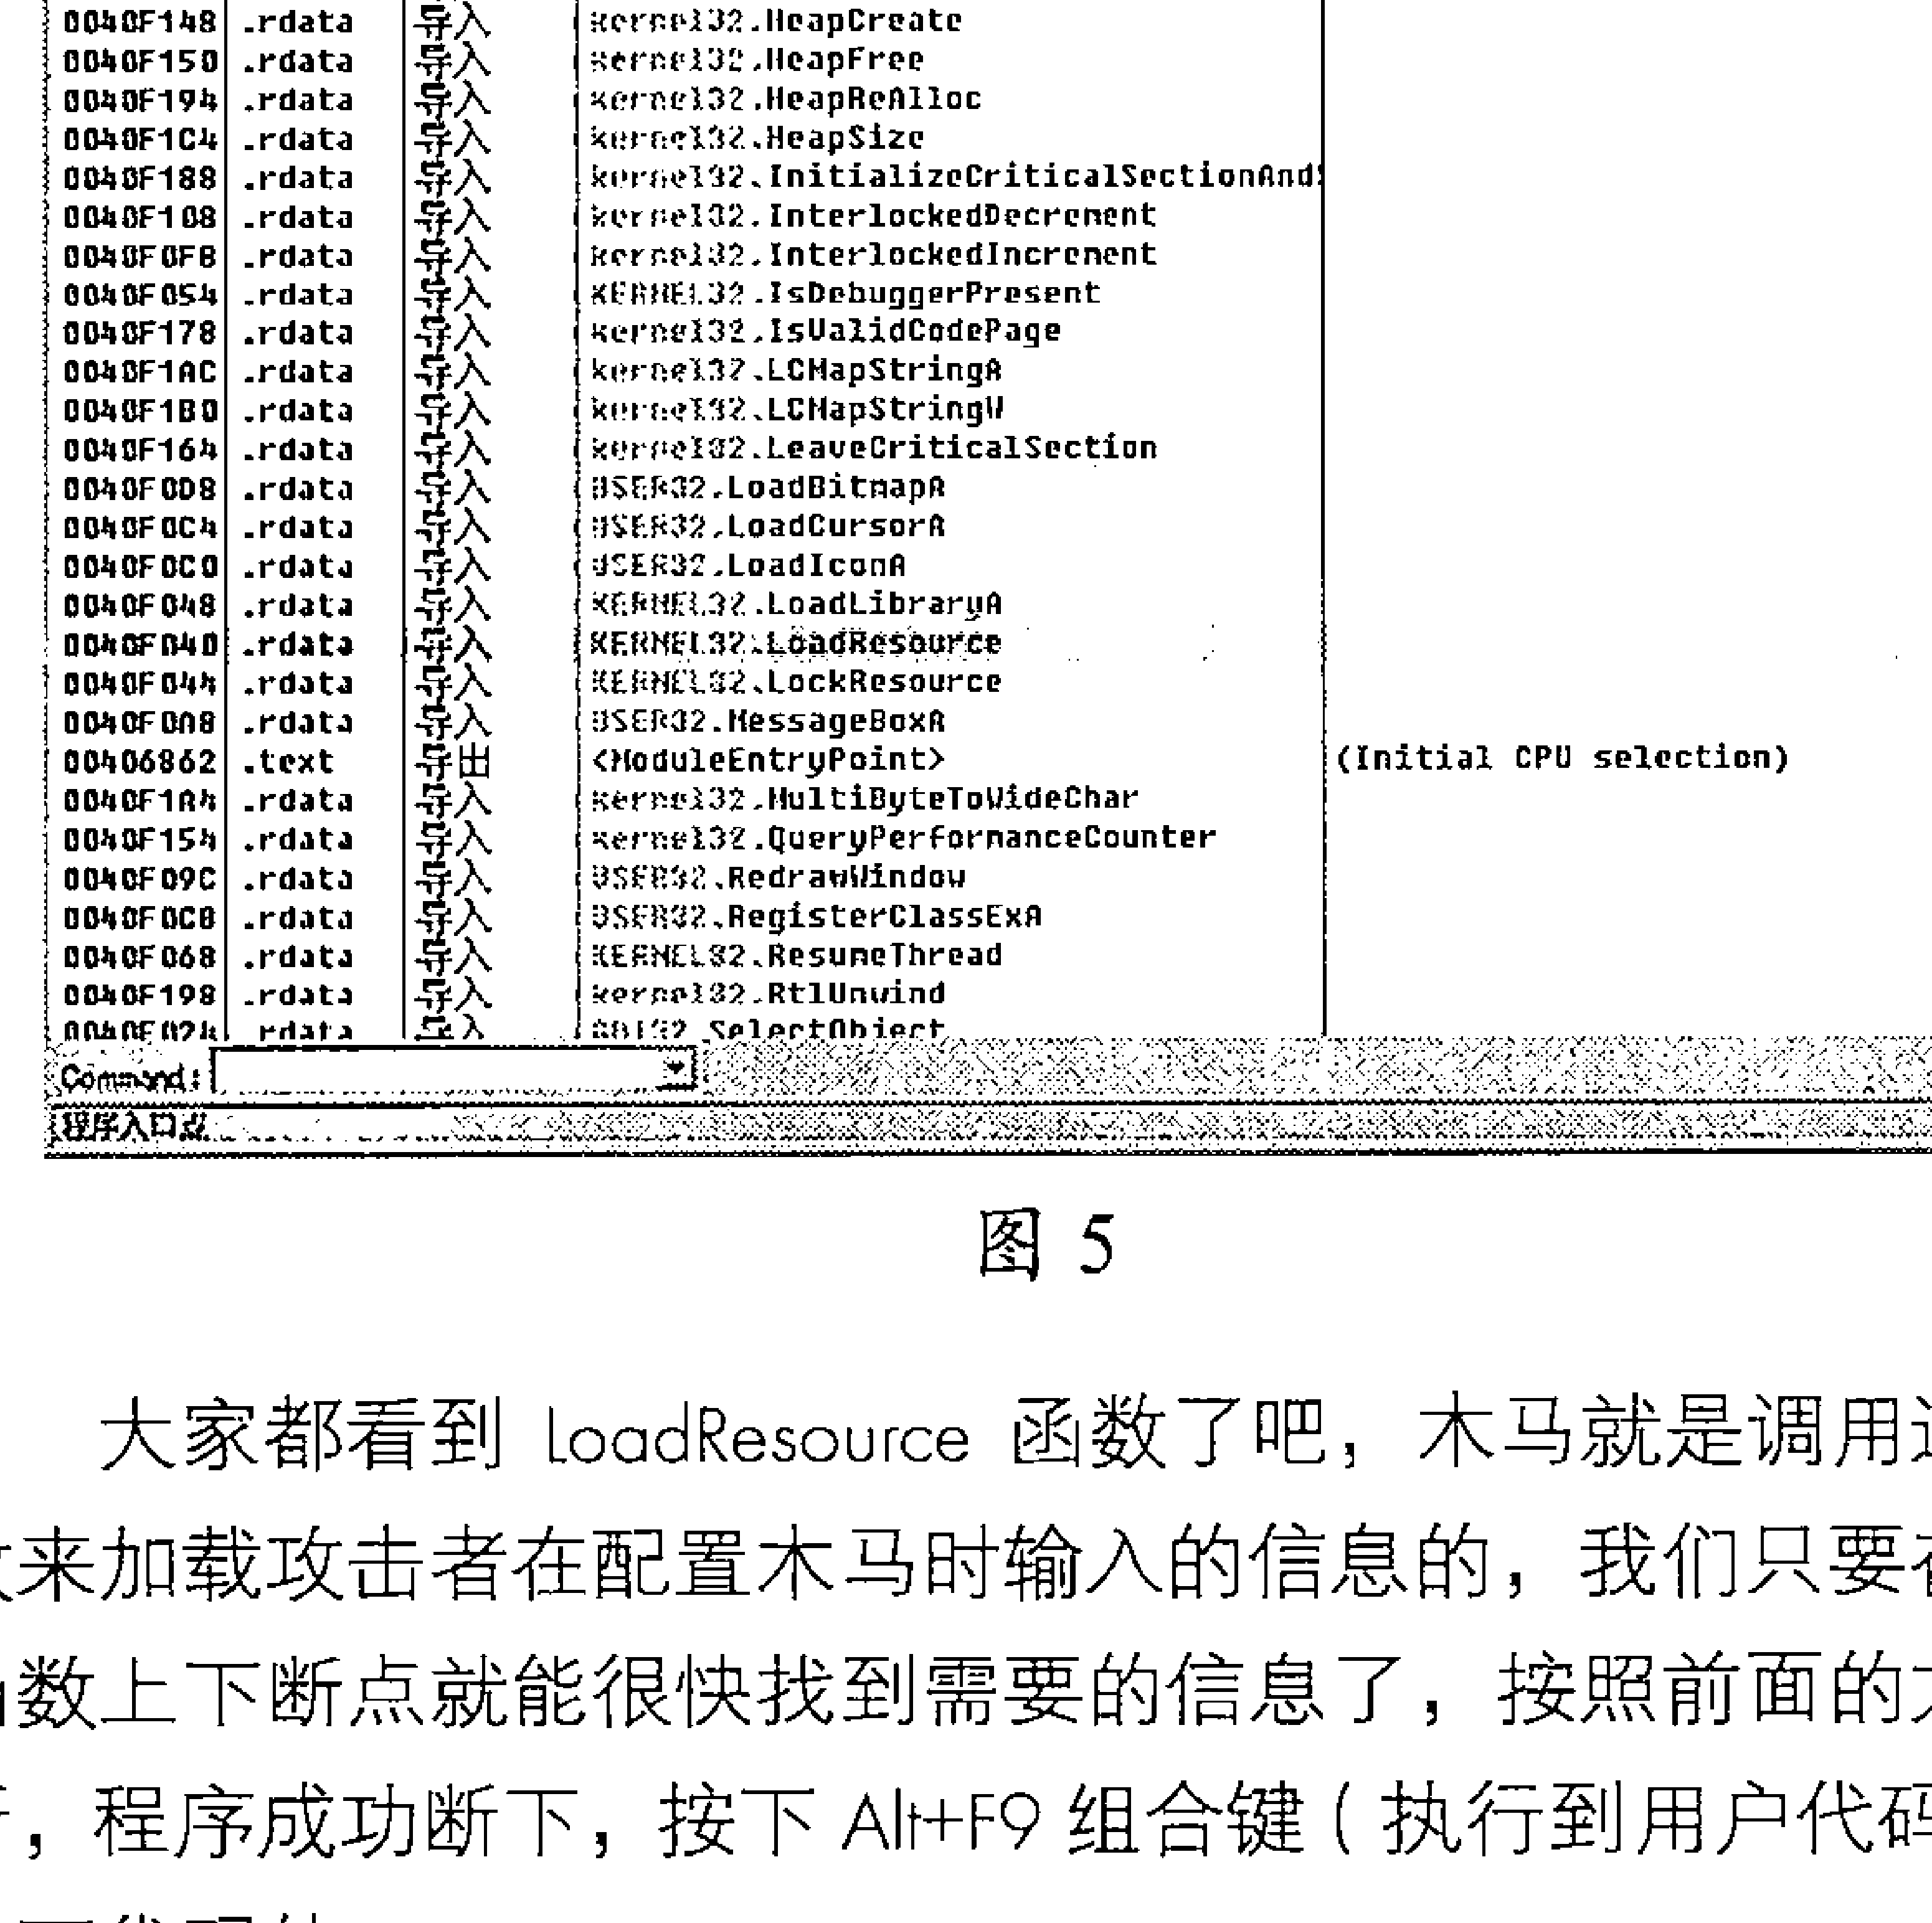 0040F148 .rdata 导入 kernel32.HeapCreate
0040F150 .rdata 导入 kernel32.HeapFree
0040F194 .rdata 导入 kernel32.HeapReAlloc
0040F1C4 .rdata 导入 kernel32.HeapSize
0040F188 .rdata 导入 kernel32.InitializeCriticalSectionAnd
0040F108 .rdata 导入 kernel32.InterlockedDecrement
0040F0F8 .rdata 导入 kernel32.InterlockedIncrement
0040F054 .rdata 导入 KERNEL32.IsDebuggerPresent
0040F178 .rdata 导入 kernel32.IsValidCodePage
0040F1AC .rdata 导入 kernel32.LCMapStringA
0040F1B0 .rdata 导入 kernel32.LCMapStringW
0040F164 .rdata 导入 kernel32.LeaveCriticalSection
0040F0D8 .rdata 导入 USER32.LoadBitmapA
0040F0C4 .rdata 导入 USER32.LoadCursorA
0040F0C0 .rdata 导入 USER32.LoadIconA
0040F048 .rdata 导入 KERNEL32.LoadLibraryA
0040F040 .rdata 导入 KERNEL32.LoadResource
0040F044 .rdata 导入 KERNEL32.LockResource
0040F0A8 .rdata 导入 USER32.MessageBoxA
00406862 .text 导出 <ModuleEntryPoint> (Initial CPU selection)
0040F1A4 .rdata 导入 kernel32.MultiByteToWideChar
0040F154 .rdata 导入 kernel32.QueryPerformanceCounter
0040F09C .rdata 导入 USER32.RedrawWindow
0040F0C8 .rdata 导入 USER32.RegisterClassExA
0040F068 .rdata 导入 KERNEL32.ResumeThread
0040F198 .rdata 导入 kernel32.RtlUnwind
0040F024 .rdata 导入 GDI32.SelectObject
Command:
程序入口点
图 5
大家都看到 LoadResource 函数了吧，木马就是调用
来加载攻击者在配置木马时输入的信息的，我们只要
数上下断点就能很快找到需要的信息了，按照前面的
，程序成功断下，按下 Alt+F9 组合键（执行到用户代码